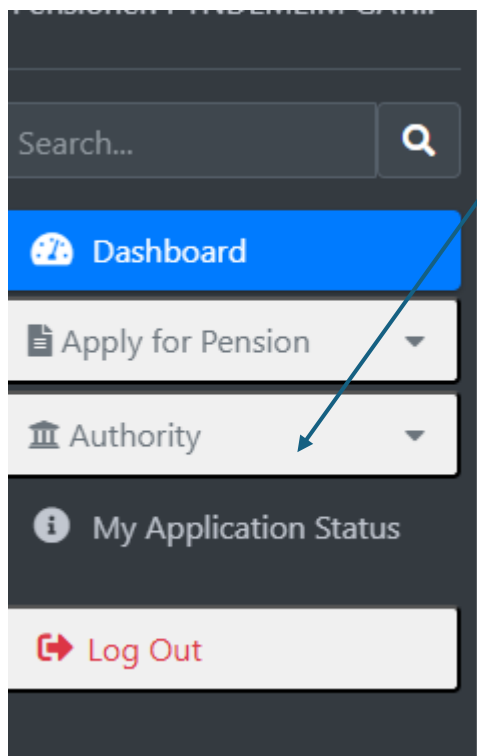 Search...
Dashboard
Apply for Pension
Authority
My Application Status
Log Out